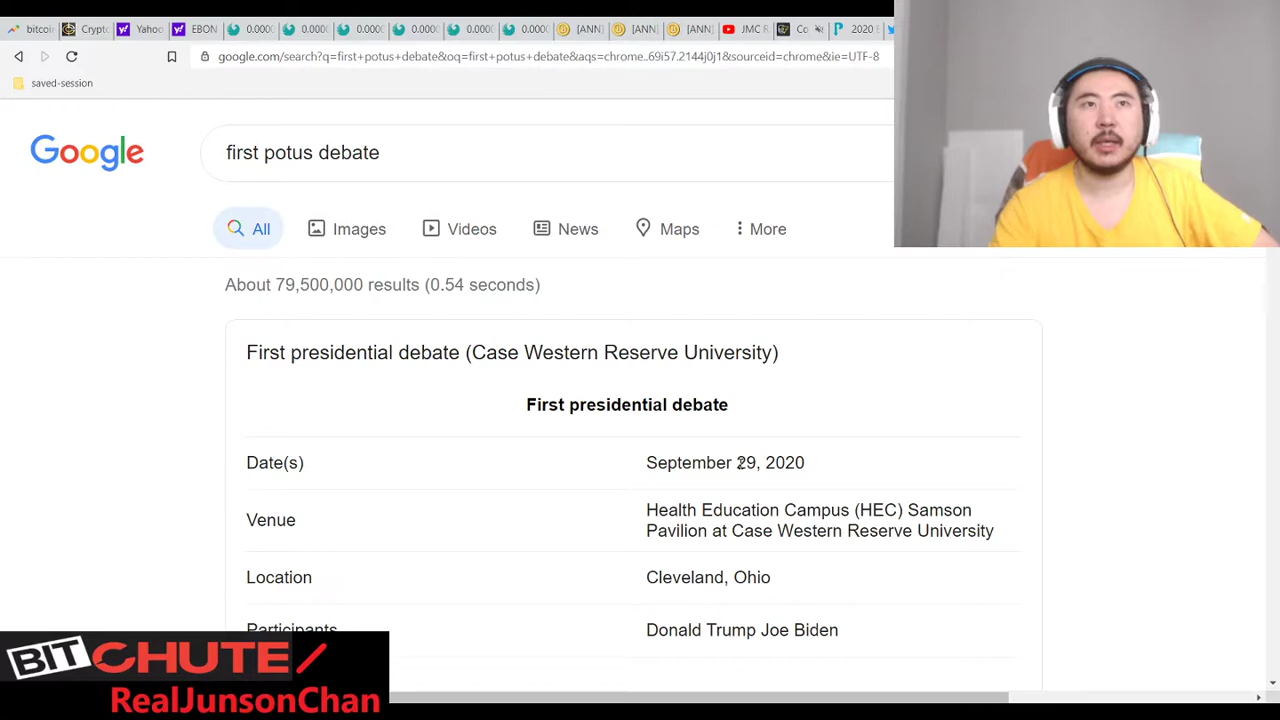 bitcoin
Crypto
Yahoo
EBON
0.0000
0.0000
0.0000
0.0000
0.0000
0.0000
[ANN]
[ANN]
[ANN]
JMC R
Co
2020 E
google.com/search?q=first+potus+debate&oq=first+potus+debate&aqs=chrome..69i57.2144j0j1&sourceid=chrome&ie=UTF-8
saved-session
Google
first potus debate
All
Images
Videos
News
Maps
More
About 79,500,000 results (0.54 seconds)
First presidential debate (Case Western Reserve University)
First presidential debate
Date(s)
September 29, 2020
Venue
Health Education Campus (HEC) Samson
Pavilion at Case Western Reserve University
Location
Cleveland, Ohio
Participants
Donald Trump Joe Biden
BITCHUTE/
RealJunsonChan